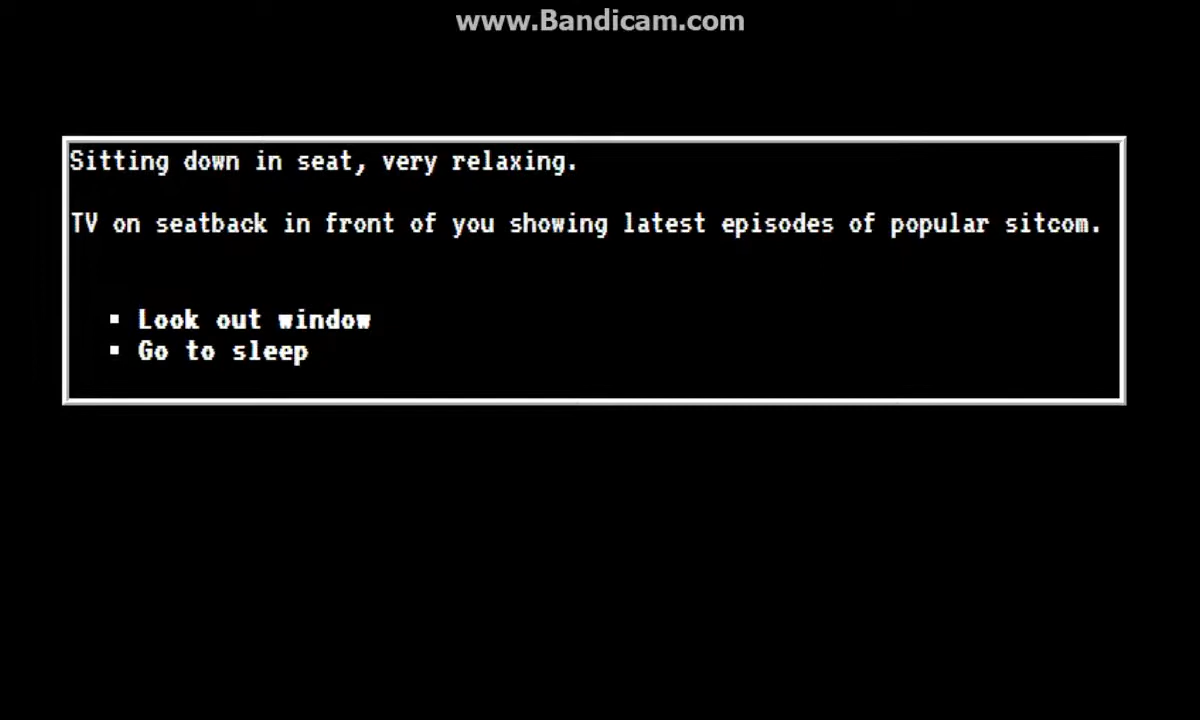 www.Bandicam.com
Sitting down in seat, very relaxing.
TV on seatback in front of you showing latest episodes of popular sitcom.
▪ Look out window
▪ Go to sleep